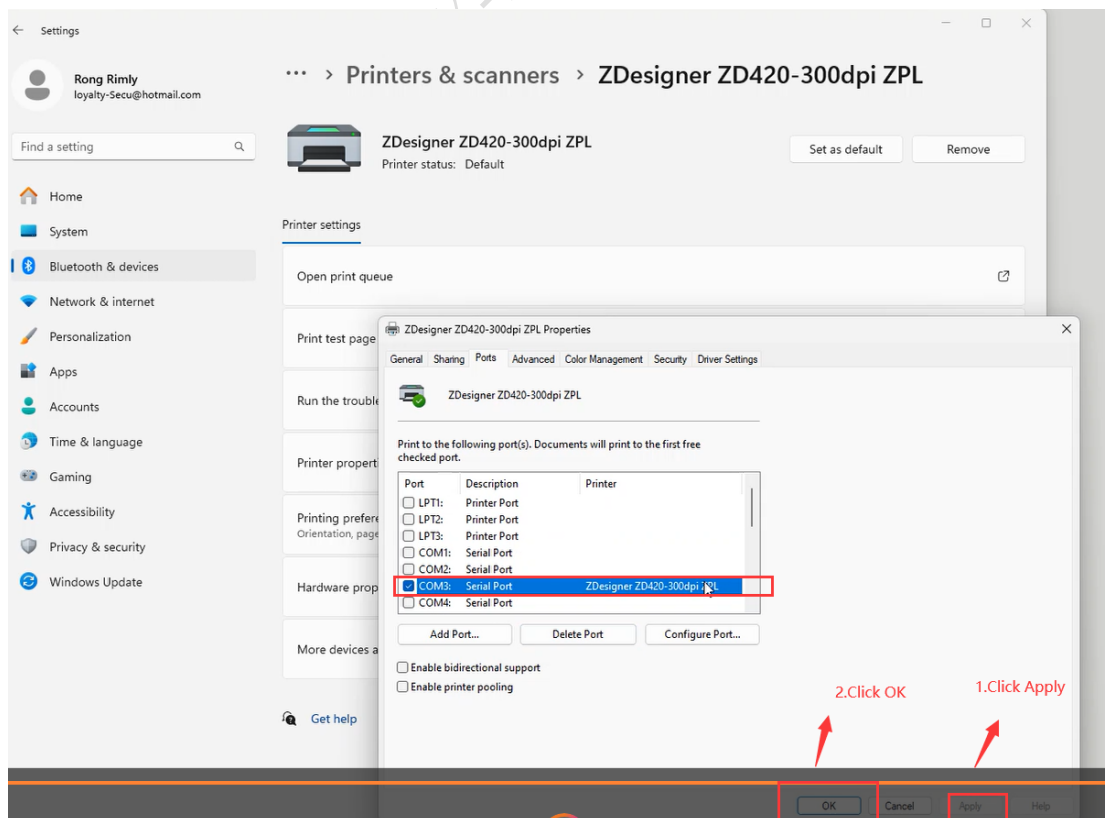 Settings
Rong Rimly
loyalty-Secu@hotmail.com
Find a setting
Home
System
Bluetooth & devices
Network & internet
Personalization
Apps
Accounts
Time & language
Gaming
Accessibility
Privacy & security
Windows Update
··· > Printers & scanners > ZDesigner ZD420-300dpi ZPL
ZDesigner ZD420-300dpi ZPL
Printer status: Default
Set as default
Remove
Printer settings
Open print queue
Print test page
Run the trouble
Printer properti
Printing prefere
Orientation, page
Hardware prop
More devices a
Get help
ZDesigner ZD420-300dpi ZPL Properties
General Sharing Ports Advanced Color Management Security Driver Settings
ZDesigner ZD420-300dpi ZPL
Print to the following port(s). Documents will print to the first free
checked port.
Port Description Printer
LPT1: Printer Port
LPT2: Printer Port
LPT3: Printer Port
COM1: Serial Port
COM2: Serial Port
COM3: Serial Port ZDesigner ZD420-300dpi ZPL
COM4: Serial Port
Add Port... Delete Port Configure Port...
Enable bidirectional support
Enable printer pooling
2.Click OK
1.Click Apply
OK Cancel Apply Help